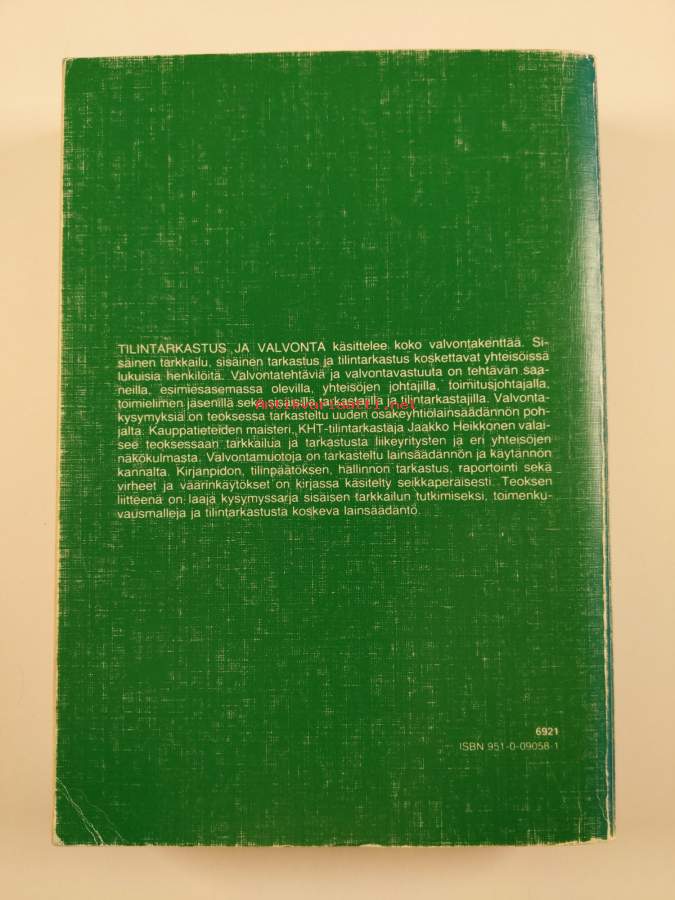 TILINTARKASTUS JA VALVONTA käsittelee koko valvontakenttää. Si-
säinen tarkkailu, sisäinen tarkastus ja tilintarkastus koskettavat yhteisöissä
lukuisia henkilöitä. Valvontatehtäviä ja valvontavastuuta on tehtävän saa-
neilla, esimiesasemassa olevilla, yhteisöjen johtajilla, toimitusjohtajalla,
toimielimen jäsenillä sekä sisäisillä tarkastajilla ja tilintarkastajilla. Valvonta-
kysymyksiä on teoksessa tarkasteltu uuden osakeyhtiölainsäädännön poh-
jalta. Kauppatieteiden maisteri, KHT-tilintarkastaja Jaakko Heikkonen valai-
see teoksessaan tarkkailua ja tarkastusta liikeyritysten ja eri yhteisöjen
näkökulmasta. Valvontamuotoja on tarkasteltu lainsäädännön ja käytännön
kannalta. Kirjanpidon, tilinpäätöksen, hallinnon tarkastus, raportointi sekä
virheet ja väärinkäytökset on kirjassa käsitelty seikkaperäisesti. Teoksen
liitteenä on laaja kysymyssarja sisäisen tarkkailun tutkimiseksi, toimenku-
vausmalleja ja tilintarkastusta koskeva lainsäädäntö.
6921
ISBN 951-0-09058-1